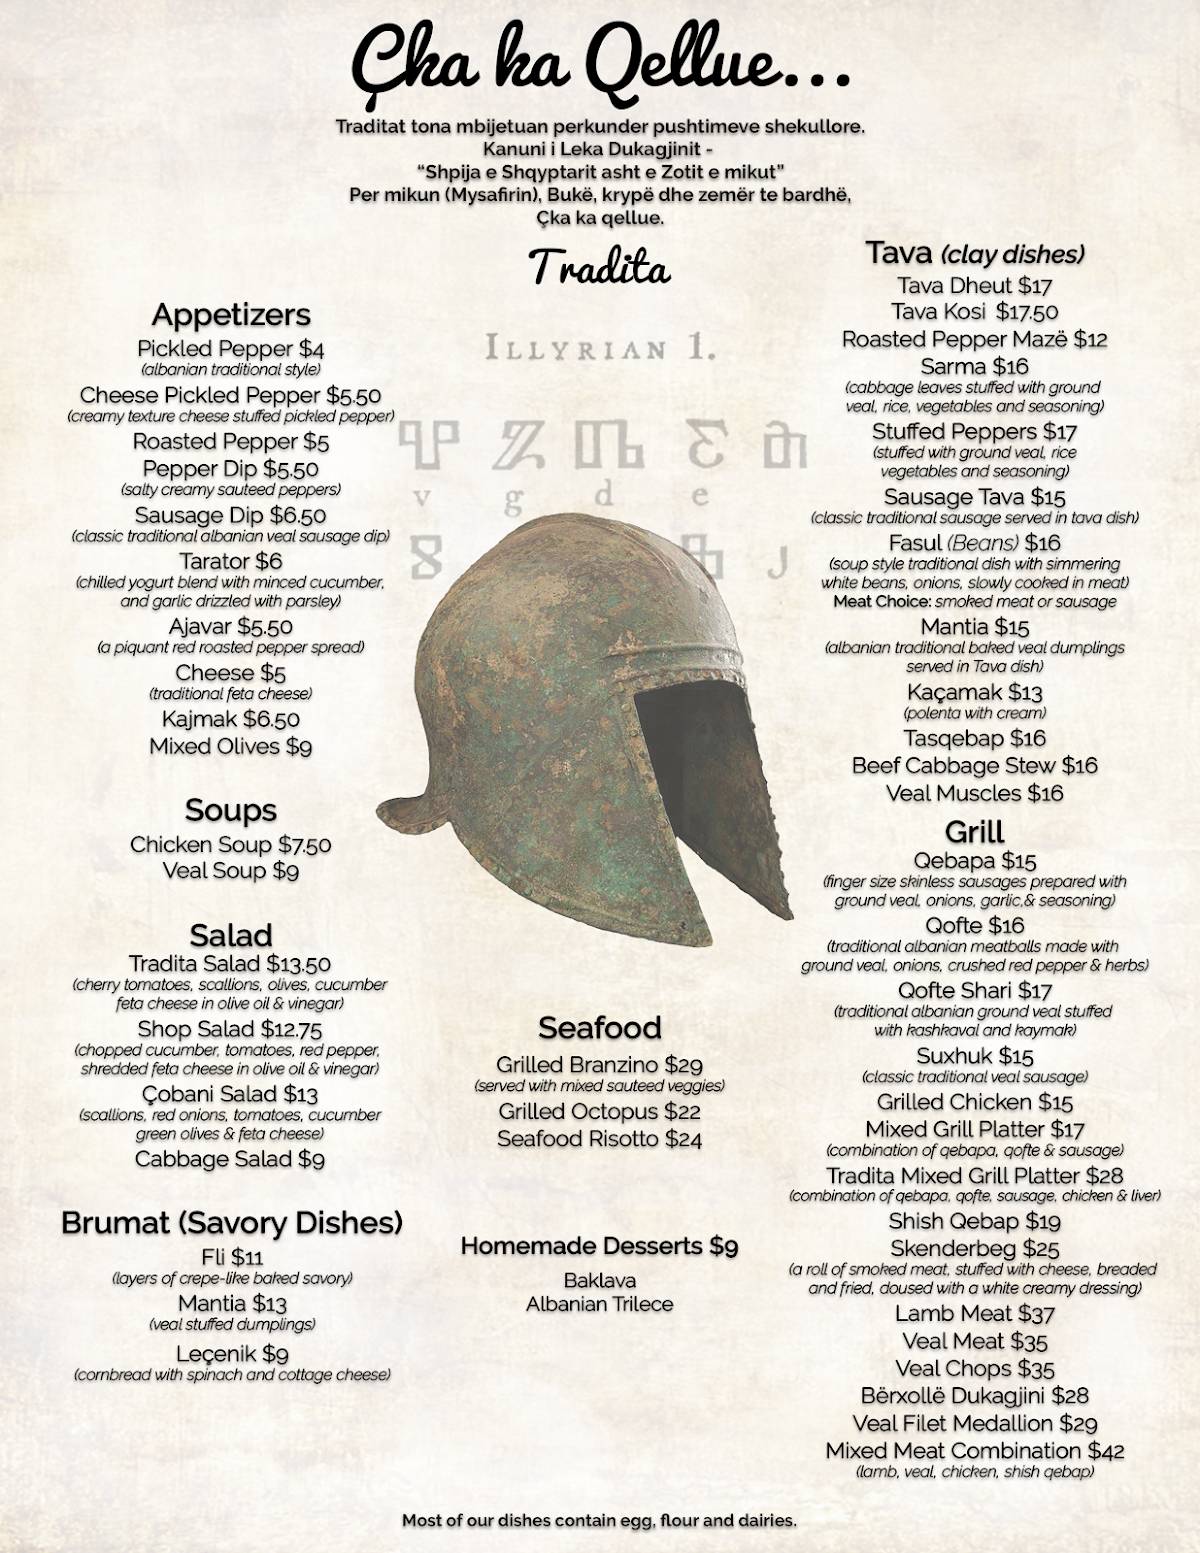 Çka ka Qellue...
Traditat tona mbijetuan perkunder pushtimeve shekullore.
Kanuni i Leka Dukagjinit -
“Shpija e Shqyptarit asht e Zotit e mikut”
Per mikun (Mysafirin), Bukë, krypë dhe zemër te bardhë,
Çka ka qellue.
Tradita
Illyrian 1.
v g d e
J
Appetizers
Pickled Pepper $4
(albanian traditional style)
Cheese Pickled Pepper $5.50
(creamy texture cheese stuffed pickled pepper)
Roasted Pepper $5
Pepper Dip $5.50
(salty creamy sauteed peppers)
Sausage Dip $6.50
(classic traditional albanian veal sausage dip)
Tarator $6
(chilled yogurt blend with minced cucumber,
and garlic drizzled with parsley)
Ajavar $5.50
(a piquant red roasted pepper spread)
Cheese $5
(traditional feta cheese)
Kajmak $6.50
Mixed Olives $9
Soups
Chicken Soup $7.50
Veal Soup $9
Salad
Tradita Salad $13.50
(cherry tomatoes, scallions, olives, cucumber
feta cheese in olive oil & vinegar)
Shop Salad $12.75
(chopped cucumber, tomatoes, red pepper,
shredded feta cheese in olive oil & vinegar)
Çobani Salad $13
(scallions, red onions, tomatoes, cucumber
green olives & feta cheese)
Cabbage Salad $9
Brumat (Savory Dishes)
Fli $11
(layers of crepe-like baked savory)
Mantia $13
(veal stuffed dumplings)
Leçenik $9
(cornbread with spinach and cottage cheese)
Seafood
Grilled Branzino $29
(served with mixed sauteed veggies)
Grilled Octopus $22
Seafood Risotto $24
Homemade Desserts $9
Baklava
Albanian Trilece
Tava (clay dishes)
Tava Dheut $17
Tava Kosi $17.50
Roasted Pepper Mazë $12
Sarma $16
(cabbage leaves stuffed with ground
veal, rice, vegetables and seasoning)
Stuffed Peppers $17
(stuffed with ground veal, rice
vegetables and seasoning)
Sausage Tava $15
(classic traditional sausage served in tava dish)
Fasul (Beans) $16
(soup style traditional dish with simmering
white beans, onions, slowly cooked in meat)
Meat Choice: smoked meat or sausage
Mantia $15
(albanian traditional baked veal dumplings
served in Tava dish)
Kaçamak $13
(polenta with cream)
Tasqebap $16
Beef Cabbage Stew $16
Veal Muscles $16
Grill
Qebapa $15
(finger size skinless sausages prepared with
ground veal, onions, garlic,& seasoning)
Qofte $16
(traditional albanian meatballs made with
ground veal, onions, crushed red pepper & herbs)
Qofte Shari $17
(traditional albanian ground veal stuffed
with kashkaval and kaymak)
Suxhuk $15
(classic traditional veal sausage)
Grilled Chicken $15
Mixed Grill Platter $17
(combination of qebapa, qofte & sausage)
Tradita Mixed Grill Platter $28
(combination of qebapa, qofte, sausage, chicken & liver)
Shish Qebap $19
Skenderbeg $25
(a roll of smoked meat, stuffed with cheese, breaded
and fried, doused with a white creamy dressing)
Lamb Meat $37
Veal Meat $35
Veal Chops $35
Bërxollë Dukagjini $28
Veal Filet Medallion $29
Mixed Meat Combination $42
(lamb, veal, chicken, shish qebap)
Most of our dishes contain egg, flour and dairies.